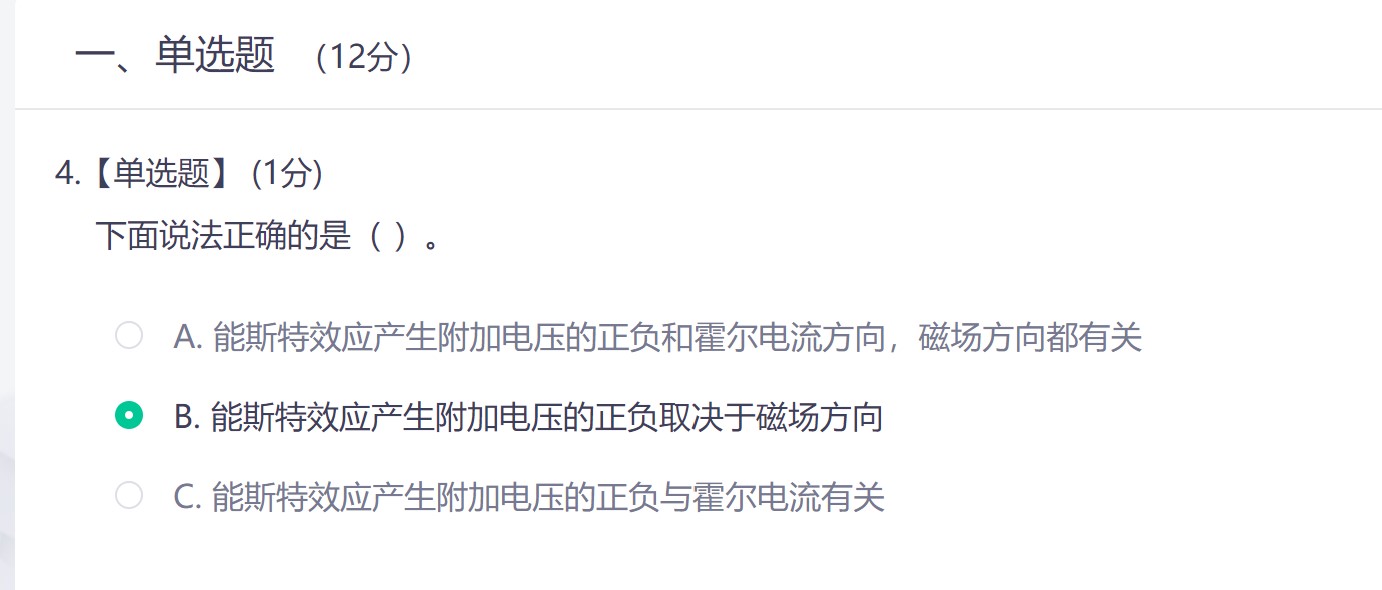 一、单选题 （12分）
4.【单选题】 (1分)
下面说法正确的是（ ）。
A. 能斯特效应产生附加电压的正负和霍尔电流方向，磁场方向都有关
B. 能斯特效应产生附加电压的正负取决于磁场方向
C. 能斯特效应产生附加电压的正负与霍尔电流有关